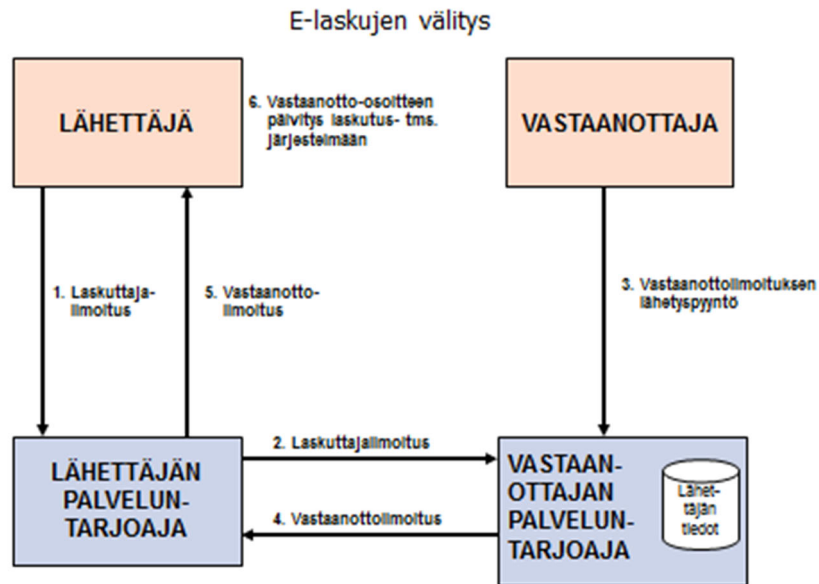 E-laskujen välitys
LÄHETTÄJÄ
6. Vastaanotto-osoitteen
päivitys laskutus- tms.
järjestelmään
VASTAANOTTAJA
1. Laskuttaja-
ilmoitus
5. Vastaanotto-
ilmoitus
3. Vastaanottoilmoituksen
lähetyspyyntö
2. Laskuttajailmoitus
4. Vastaanottoilmoitus
LÄHETTÄJÄN
PALVELUN-
TARJOAJA
VASTAAN-
OTTAJAN
PALVELUN-
TARJOAJA
Lähet-
täjän
tiedot